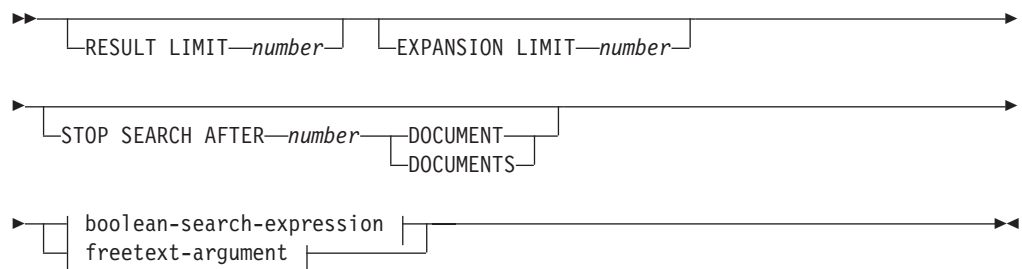 RESULT LIMIT number EXPANSION LIMIT number
STOP SEARCH AFTER number DOCUMENT
DOCUMENTS
boolean-search-expression
freetext-argument